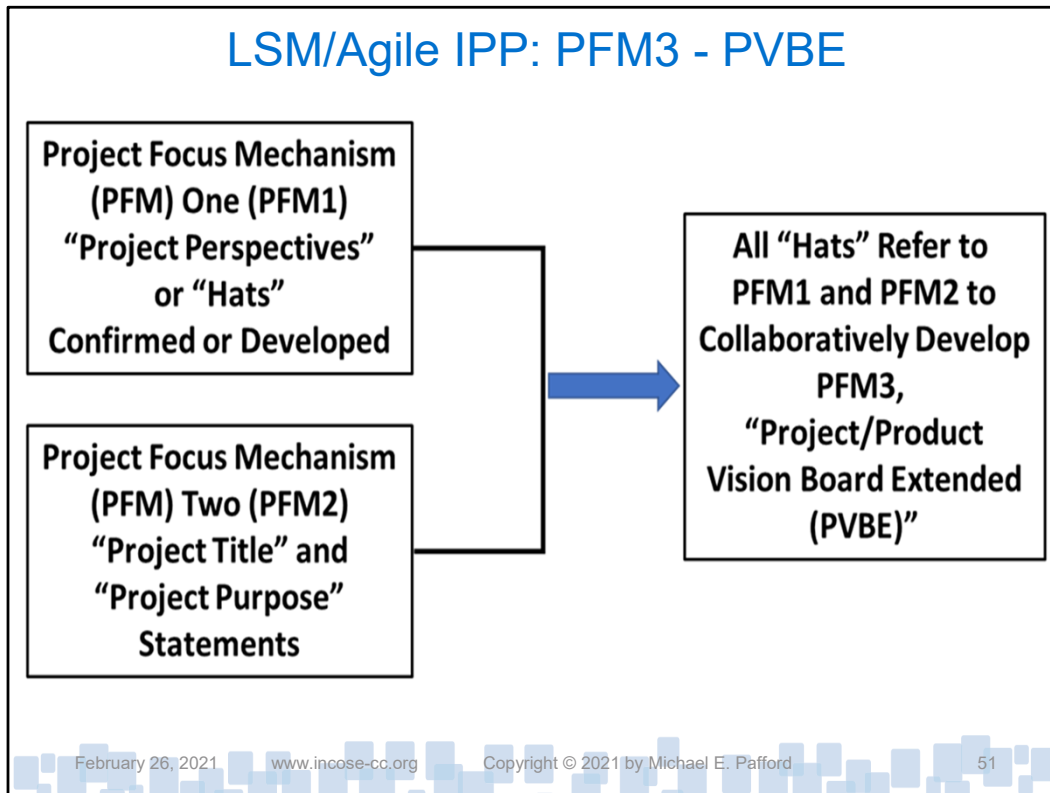 LSM/Agile IPP: PFM3 - PVBE
Project Focus Mechanism
(PFM) One (PFM1)
“Project Perspectives”
or “Hats”
Confirmed or Developed
Project Focus Mechanism
(PFM) Two (PFM2)
“Project Title” and
“Project Purpose”
Statements
All “Hats” Refer to
PFM1 and PFM2 to
Collaboratively Develop
PFM3,
“Project/Product
Vision Board Extended
(PVBE)”
February 26, 2021 www.incose-cc.org Copyright © 2021 by Michael E. Pafford 51